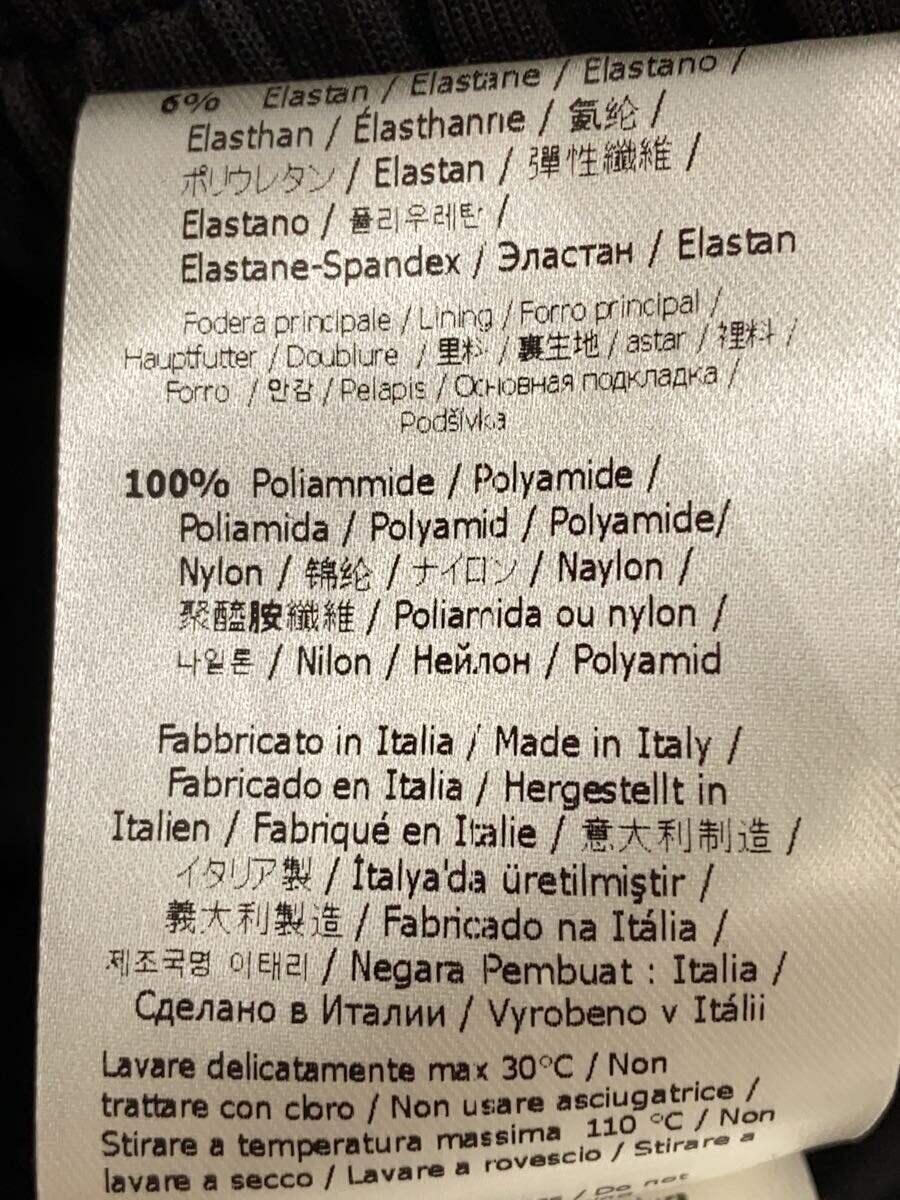 6% Elastan / Elastane / Elastano /
Elasthan / Élasthanne / 氨纶 /
ポリウレタン / Elastan / 彈性纖維 /
Elastano / 폴리우레탄 /
Elastane-Spandex / Эластан / Elastan
Fodera principale / Lining / Forro principal /
Hauptfutter / Doublure / 里料 / 裏生地 / astar / 裡料 /
Forro / 안감 / Pelapis / Основная подкладка /
Podšívka
100% Poliammide / Polyamide /
Poliamida / Polyamid / Polyamide/
Nylon / 锦纶 / ナイロン / Naylon /
聚醯胺纖維 / Poliamida ou nylon /
나일론 / Nilon / Нейлон / Polyamid
Fabbricato in Italia / Made in Italy /
Fabricado en Italia / Hergestellt in
Italien / Fabriqué en Italie / 意大利制造 /
イタリア製 / İtalya'da üretilmiştir /
義大利製造 / Fabricado na Itália /
제조국명 이태리 / Negara Pembuat : Italia /
Сделано в Италии / Vyrobeno v Itálii
Lavare delicatamente max 30°C / Non
trattare con cloro / Non usare asciugatrice /
Stirare a temperatura massima 110 °C / Non
lavare a secco / Lavare a rovescio / Stirare a
/ Do not